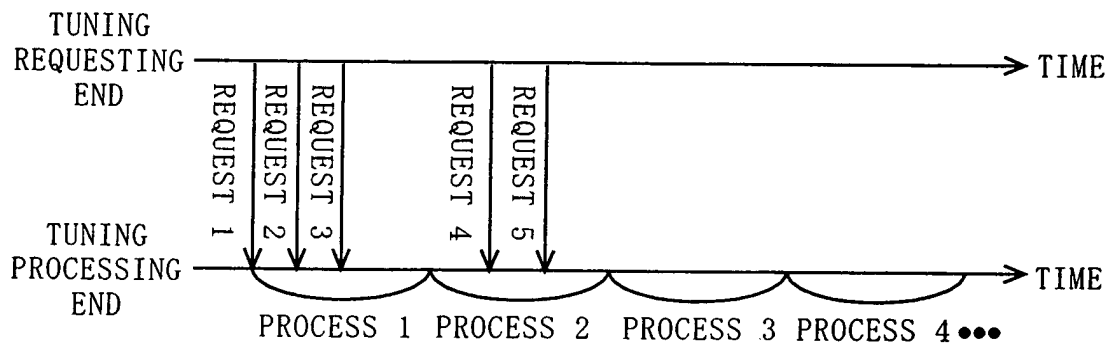 TUNING
REQUESTING
END
TIME
REQUEST 1
REQUEST 2
REQUEST 3
REQUEST 4
REQUEST 5
TUNING
PROCESSING
END
TIME
PROCESS 1 PROCESS 2 PROCESS 3 PROCESS 4 ●●●